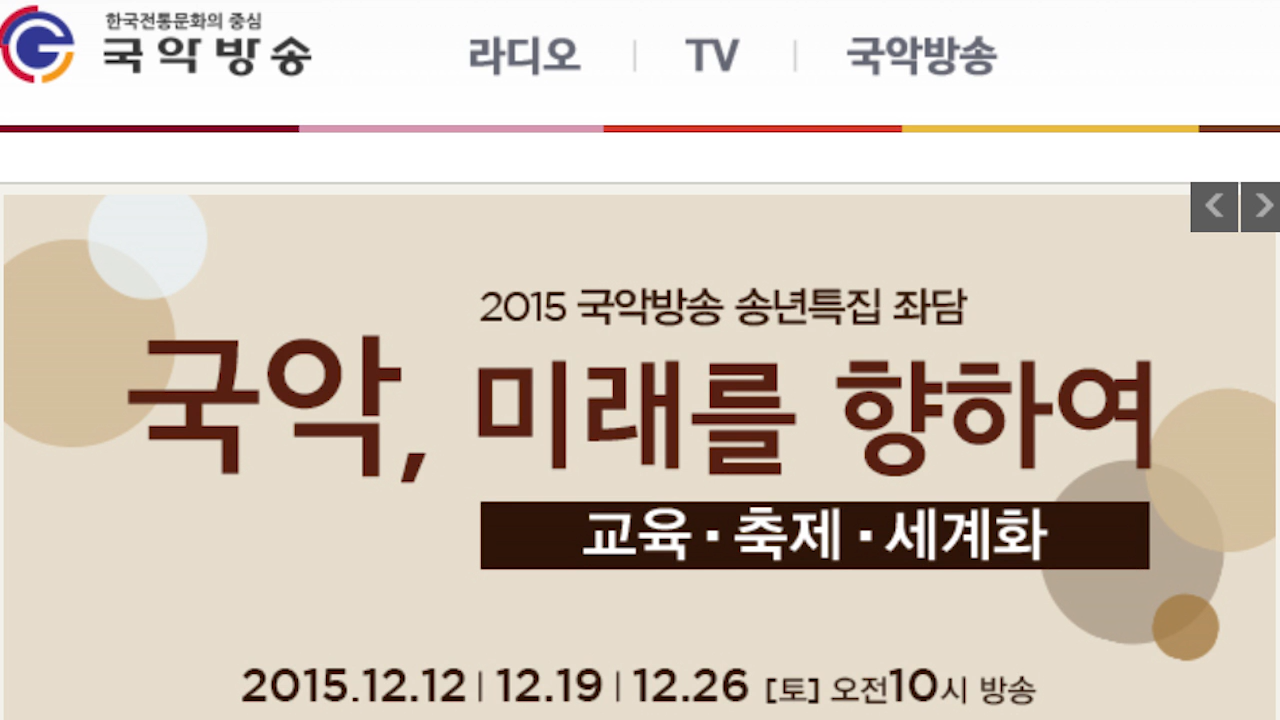 한국전통문화의 중심
국악방송
라디오 | TV | 국악방송
2015 국악방송 송년특집 좌담
국악, 미래를 향하여
교육·축제·세계화
2015.12.12 | 12.19 | 12.26 [토] 오전10시 방송